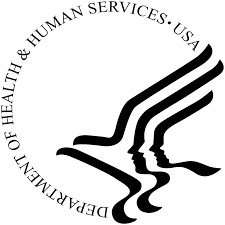 DEPARTMENT OF HEALTH & HUMAN SERVICES • USA